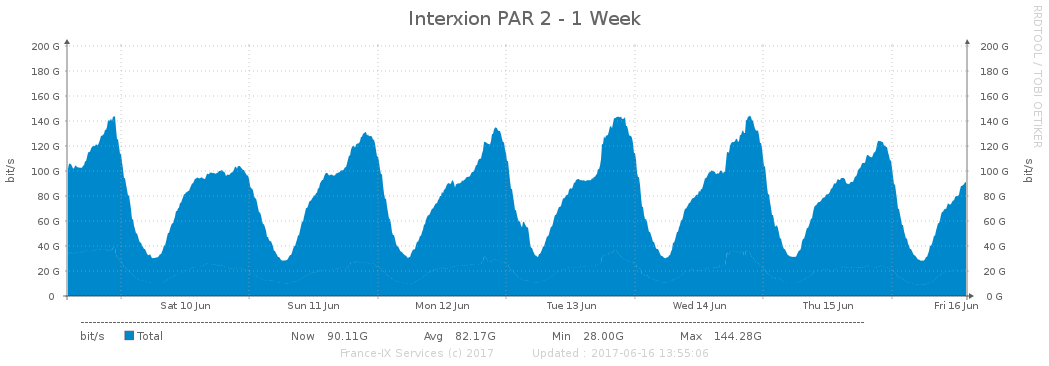 Interxion PAR 2 - 1 Week
RRDTOOL / TOBI OETIKER
200 G 200 G
180 G 180 G
160 G 160 G
140 G 140 G
120 G 120 G
100 G 100 G
80 G 80 G
60 G 60 G
40 G 40 G
20 G 20 G
0 0 G
bit/s
bit/s
Sat 10 Jun Sun 11 Jun Mon 12 Jun Tue 13 Jun Wed 14 Jun Thu 15 Jun Fri 16 Jun
bit/s Total Now 90.11G Avg 82.17G Min 28.00G Max 144.28G
France-IX Services (c) 2017 Updated : 2017-06-16 13:55:06